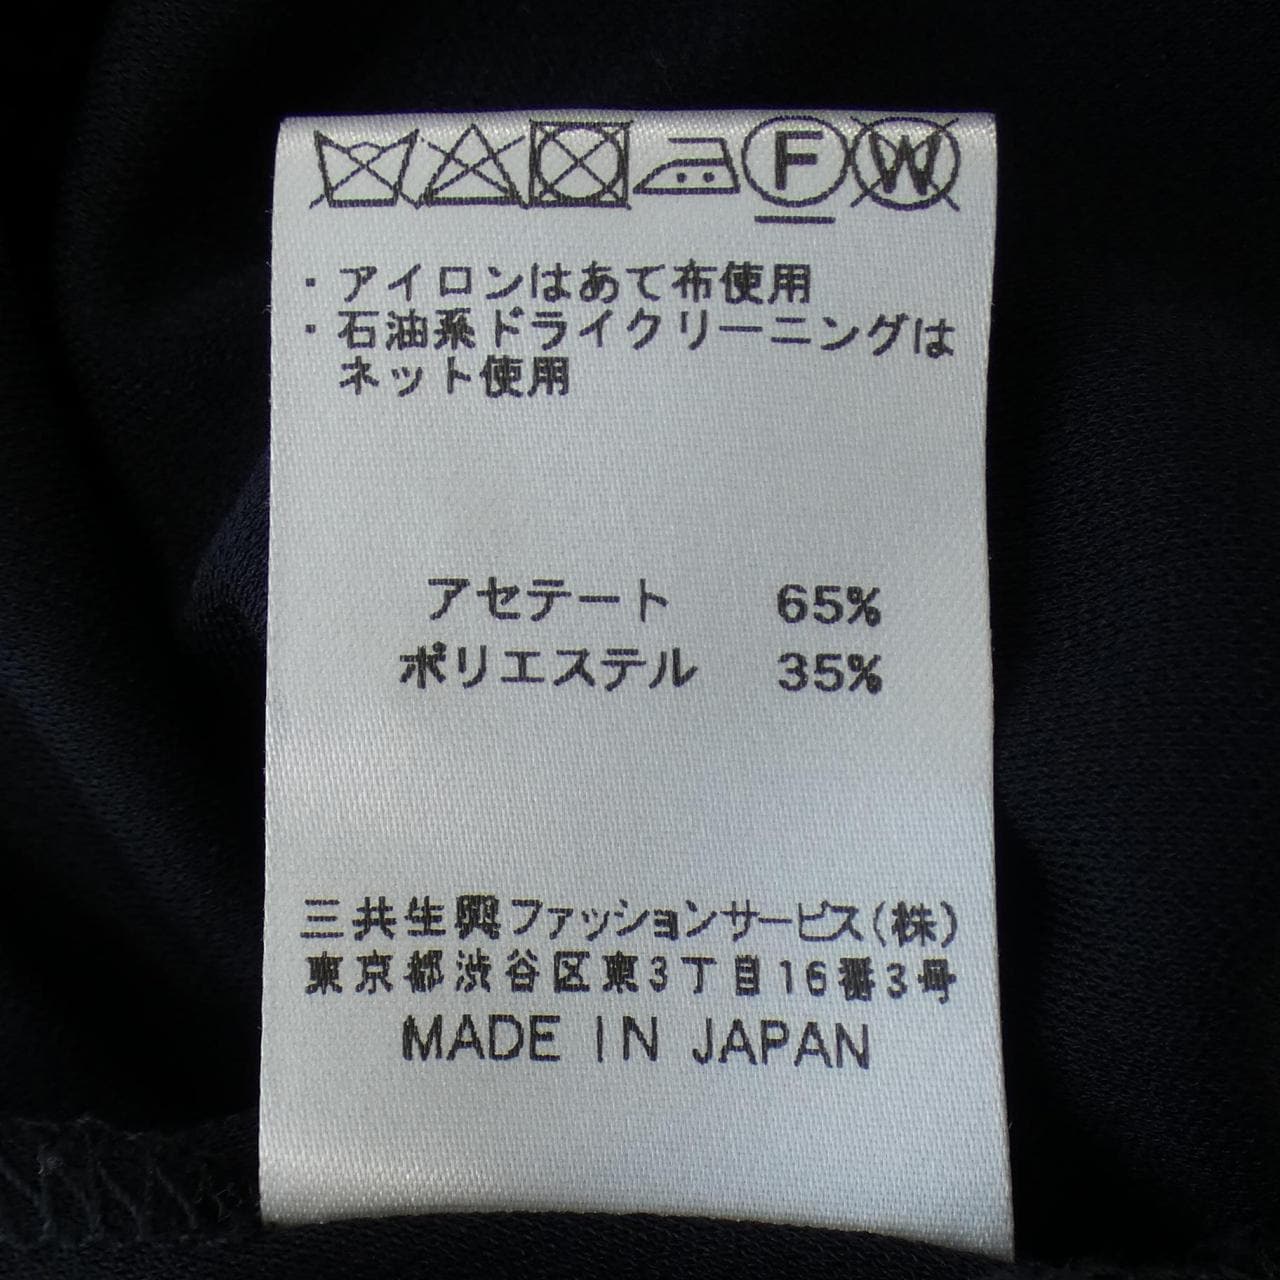 F W
・アイロンはあて布使用
・石油系ドライクリーニングは
ネット使用
アセテート 65%
ポリエステル 35%
三共生興ファッションサービス(株)
東京都渋谷区東3丁目16番3号
MADE IN JAPAN